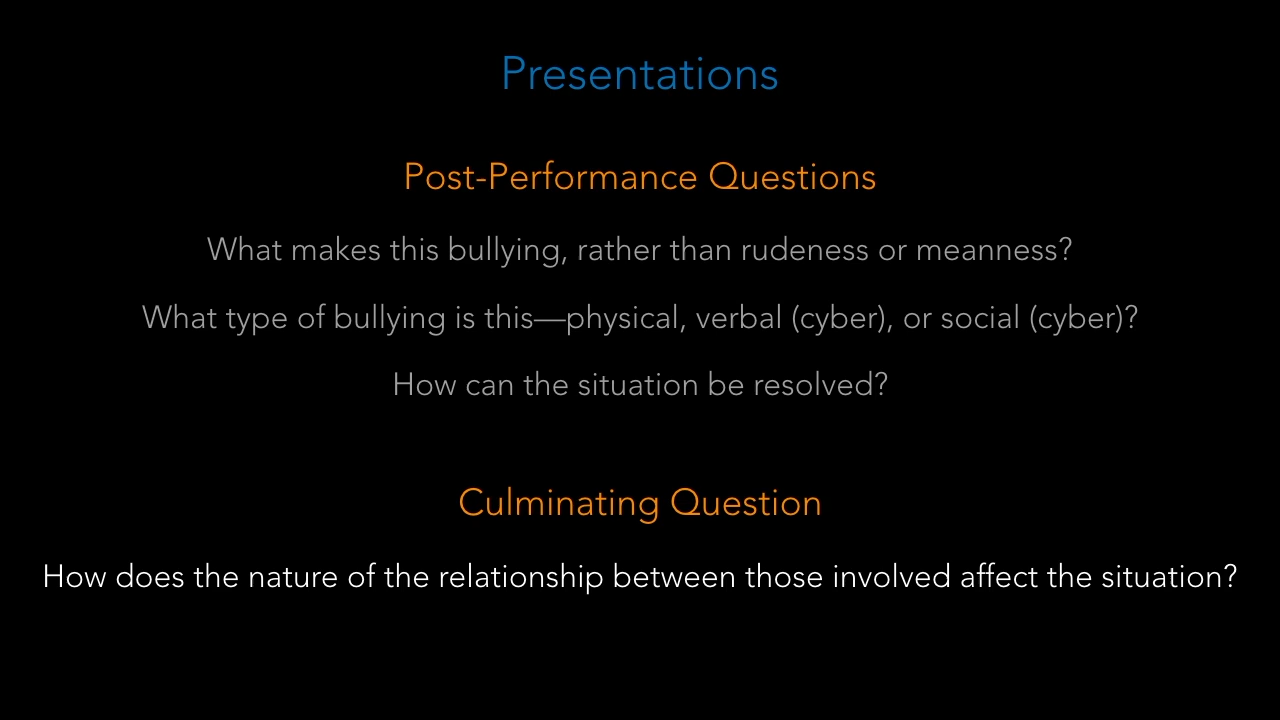 Presentations
Post-Performance Questions
What makes this bullying, rather than rudeness or meanness?
What type of bullying is this—physical, verbal (cyber), or social (cyber)?
How can the situation be resolved?
Culminating Question
How does the nature of the relationship between those involved affect the situation?